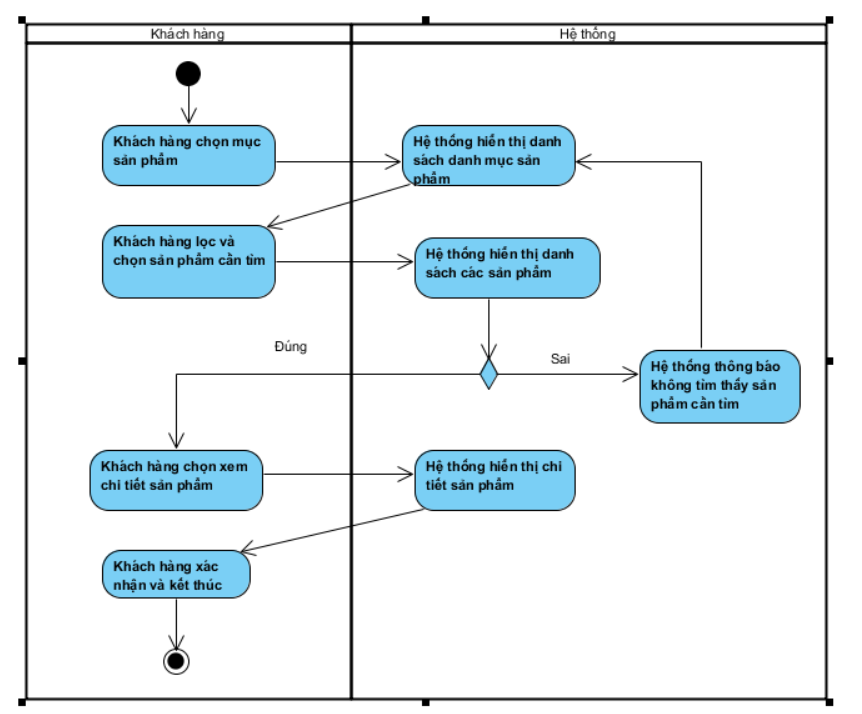 Khách hàng
Hệ thống
Khách hàng chọn mục
sản phẩm
Hệ thống hiển thị danh
sách danh mục sản
phẩm
Khách hàng lọc và
chọn sản phẩm cần tìm
Hệ thống hiển thị danh
sách các sản phẩm
Đúng
Sai
Hệ thống thông báo
không tìm thấy sản
phẩm cần tìm
Khách hàng chọn xem
chi tiết sản phẩm
Hệ thống hiển thị chi
tiết sản phẩm
Khách hàng xác
nhận và kết thúc